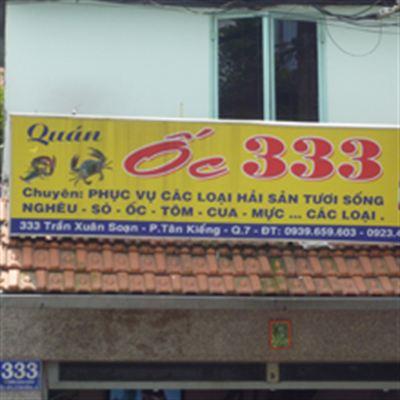 Quán
Ốc 333
Chuyên: PHỤC VỤ CÁC LOẠI HẢI SẢN TƯƠI SỐNG
NGHÊU - SÒ - ỐC - TÔM - CUA - MỰC ... CÁC LOẠI .
333 Trần Xuân Soạn - P.Tân Kiểng - Q.7 - ĐT: 0939.659.603 - 0923.4
333